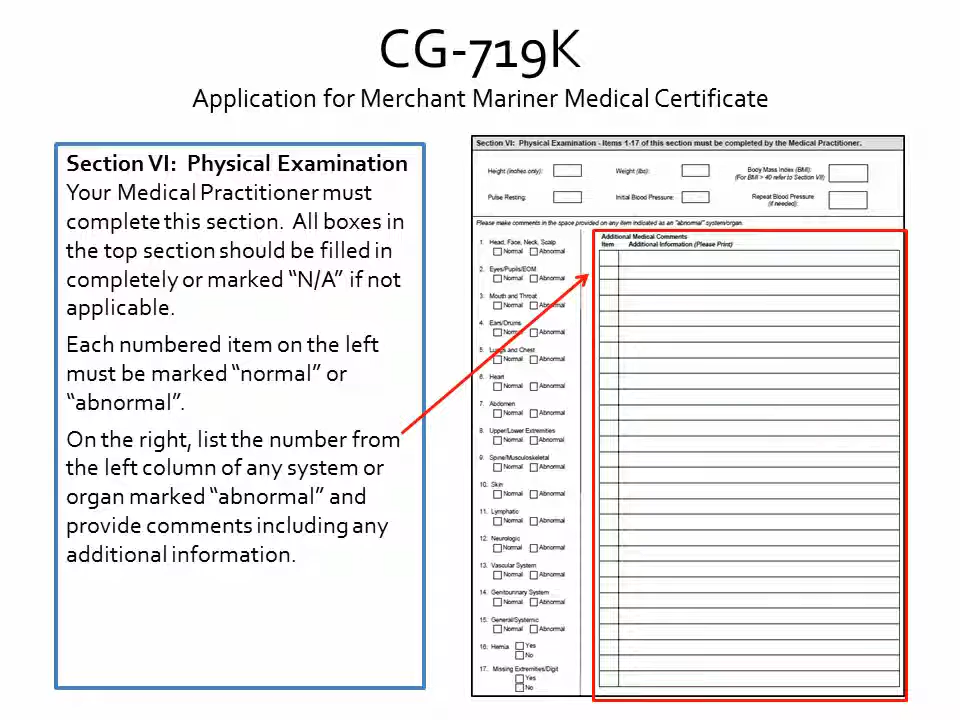 CG-719K
Application for Merchant Mariner Medical Certificate
Section VI: Physical Examination
Your Medical Practitioner must
complete this section. All boxes in
the top section should be filled in
completely or marked “N/A” if not
applicable.
Each numbered item on the left
must be marked “normal” or
“abnormal”.
On the right, list the number from
the left column of any system or
organ marked “abnormal” and
provide comments including any
additional information.
Section VI: Physical Examination - Items 1-17 of this section must be completed by the Medical Practitioner.
Height (inches only):
Weight (lbs):
Body Mass Index (BMI):
(For BMI > 40 refer to Section VII)
Pulse Resting:
Initial Blood Pressure:
Repeat Blood Pressure
(if needed):
Please make comments in the space provided on any item indicated as an "abnormal" system/organ.
1. Head, Face, Neck, Scalp
Normal Abnormal
2. Eyes/Pupils/EOM
Normal Abnormal
3. Mouth and Throat
Normal Abnormal
4. Ears/Drums
Normal Abnormal
5. Lungs and Chest
Normal Abnormal
6. Heart
Normal Abnormal
7. Abdomen
Normal Abnormal
8. Upper/Lower Extremities
Normal Abnormal
9. Spine/Musculoskeletal
Normal Abnormal
10. Skin
Normal Abnormal
11. Lymphatic
Normal Abnormal
12. Neurologic
Normal Abnormal
13. Vascular System
Normal Abnormal
14. Genitourinary System
Normal Abnormal
15. General/Systemic
Normal Abnormal
16. Hernia Yes
No
17. Missing Extremities/Digit
Yes
No
Additional Medical Comments
Item Additional Information (Please Print)